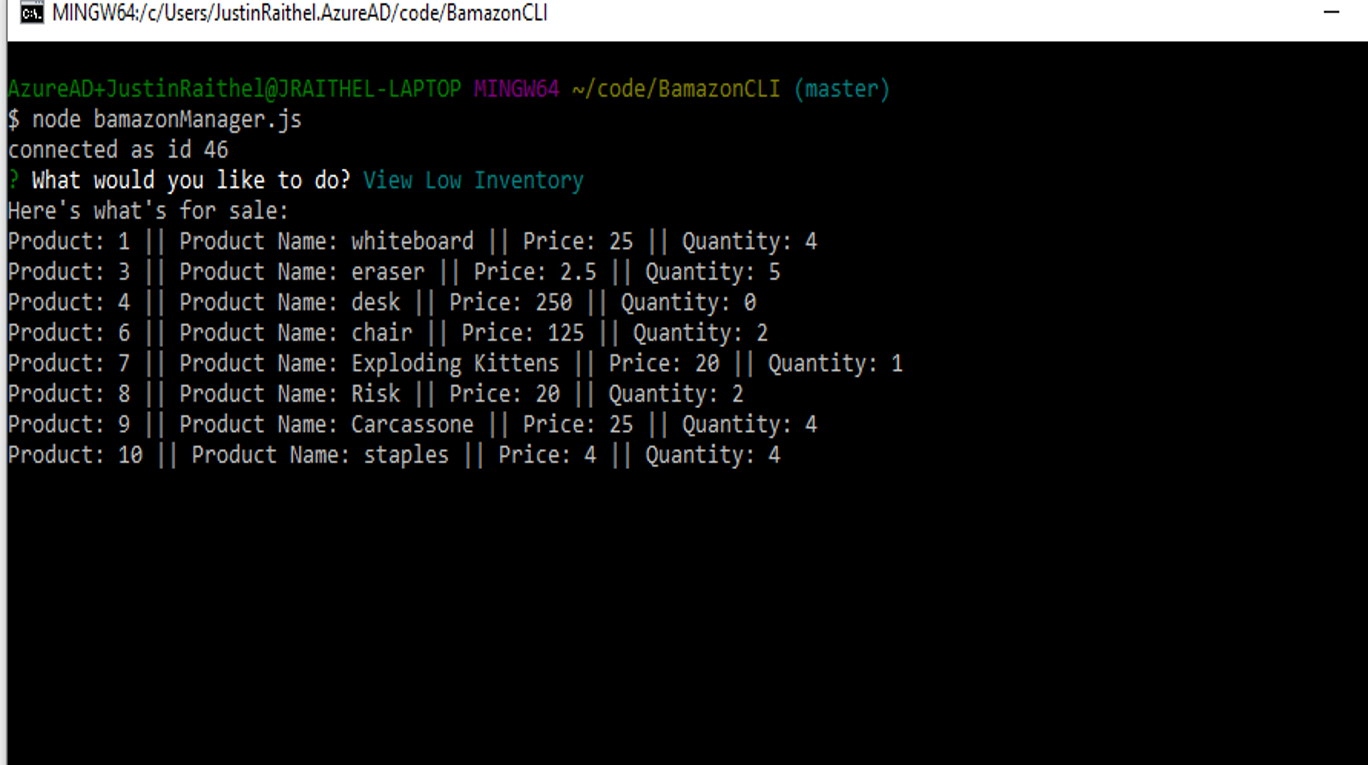 MINGW64:/c/Users/JustinRaithel.AzureAD/code/BamazonCLI
AzureAD+JustinRaithel@JRAITHEL-LAPTOP MINGW64 ~/code/BamazonCLI (master)
$ node bamazonManager.js
connected as id 46
? What would you like to do? View Low Inventory
Here's what's for sale:
Product: 1 || Product Name: whiteboard || Price: 25 || Quantity: 4
Product: 3 || Product Name: eraser || Price: 2.5 || Quantity: 5
Product: 4 || Product Name: desk || Price: 250 || Quantity: 0
Product: 6 || Product Name: chair || Price: 125 || Quantity: 2
Product: 7 || Product Name: Exploding Kittens || Price: 20 || Quantity: 1
Product: 8 || Product Name: Risk || Price: 20 || Quantity: 2
Product: 9 || Product Name: Carcassone || Price: 25 || Quantity: 4
Product: 10 || Product Name: staples || Price: 4 || Quantity: 4